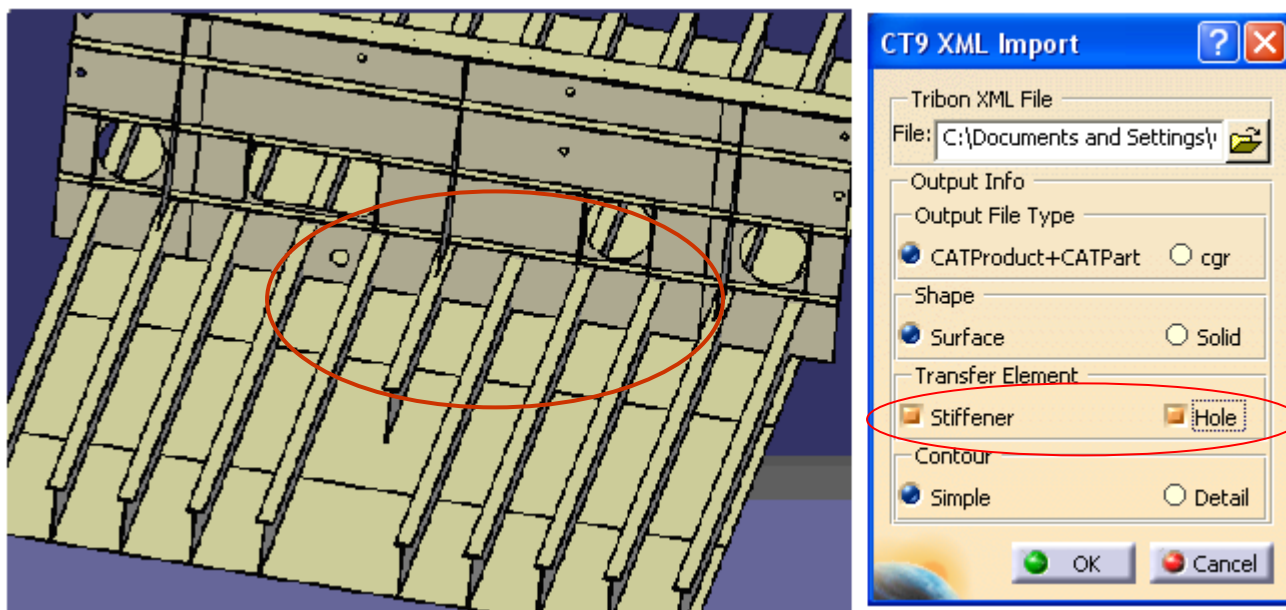 CT9 XML Import
Tribon XML File
File: C:\Documents and Settings\
Output Info
Output File Type
CATProduct+CATPart cgr
Shape
Surface Solid
Transfer Element
Stiffener Hole
Contour
Simple Detail
OK Cancel